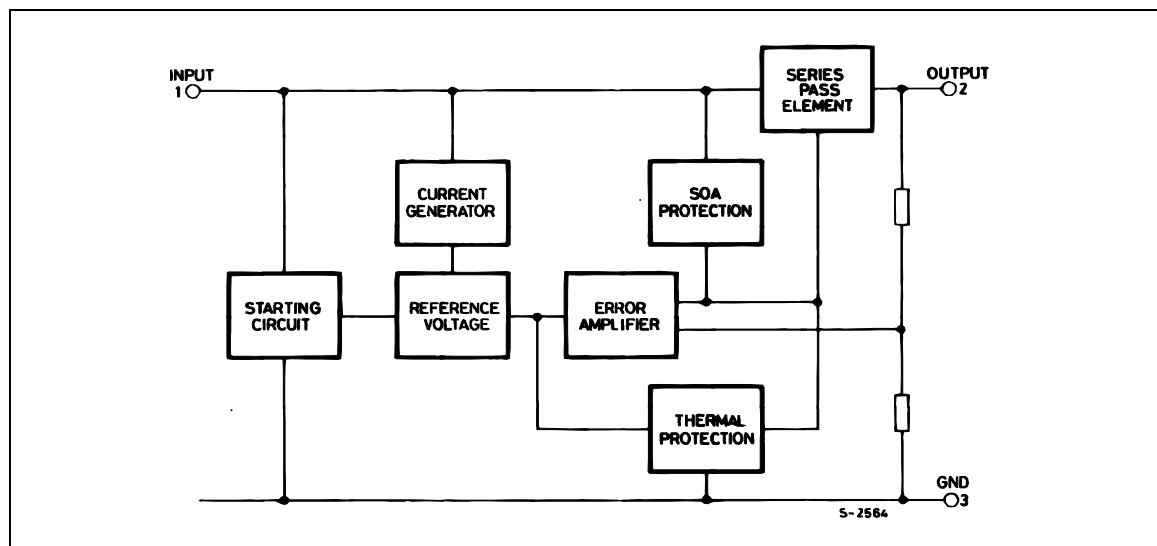 INPUT
1
SERIES
PASS
ELEMENT
OUTPUT
2
CURRENT
GENERATOR
SOA
PROTECTION
STARTING
CIRCUIT
REFERENCE
VOLTAGE
ERROR
AMPLIFIER
THERMAL
PROTECTION
GND
3
S-2564